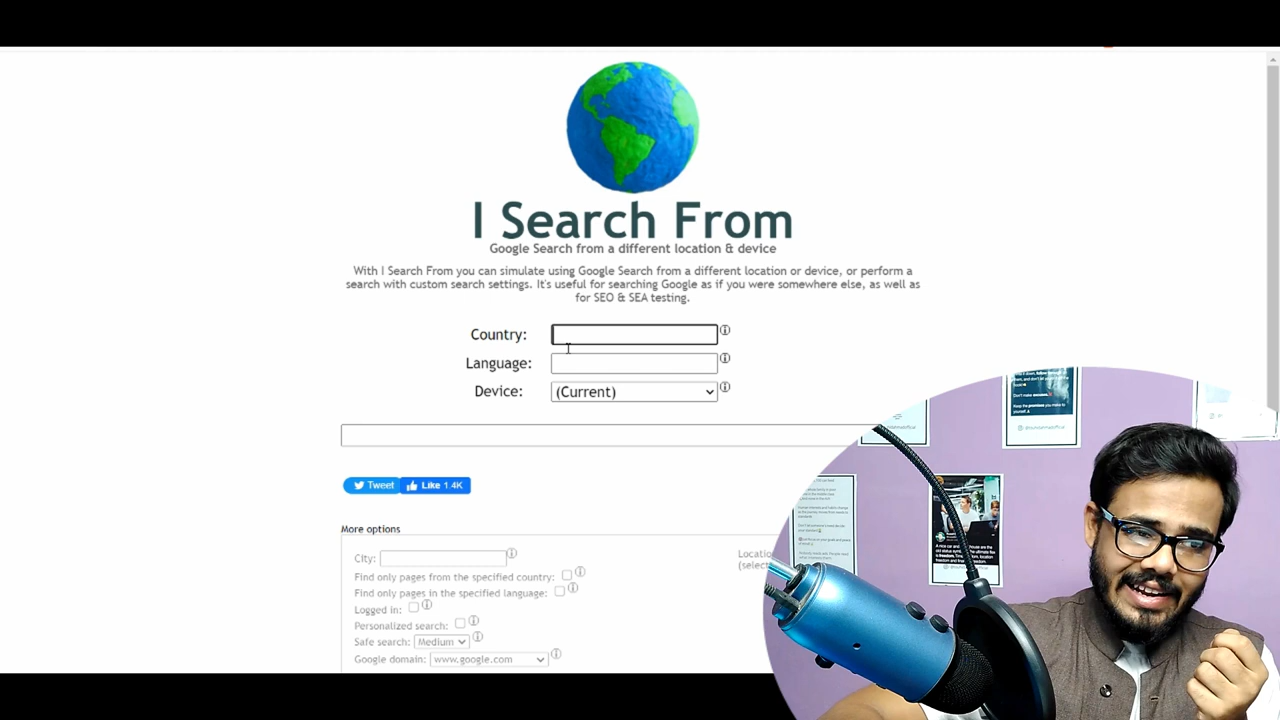 I Search From
Google Search from a different location & device
With I Search From you can simulate using Google Search from a different location or device, or perform a
search with custom search settings. It's useful for searching Google as if you were somewhere else, as well as
for SEO & SEA testing.
Country:
Language:
Device: (Current)
Tweet Like 1.4K
More options
City:
Find only pages from the specified country:
Find only pages in the specified language:
Logged in:
Personalized search:
Safe search: Medium
Google domain: www.google.com
Locatio
(selec